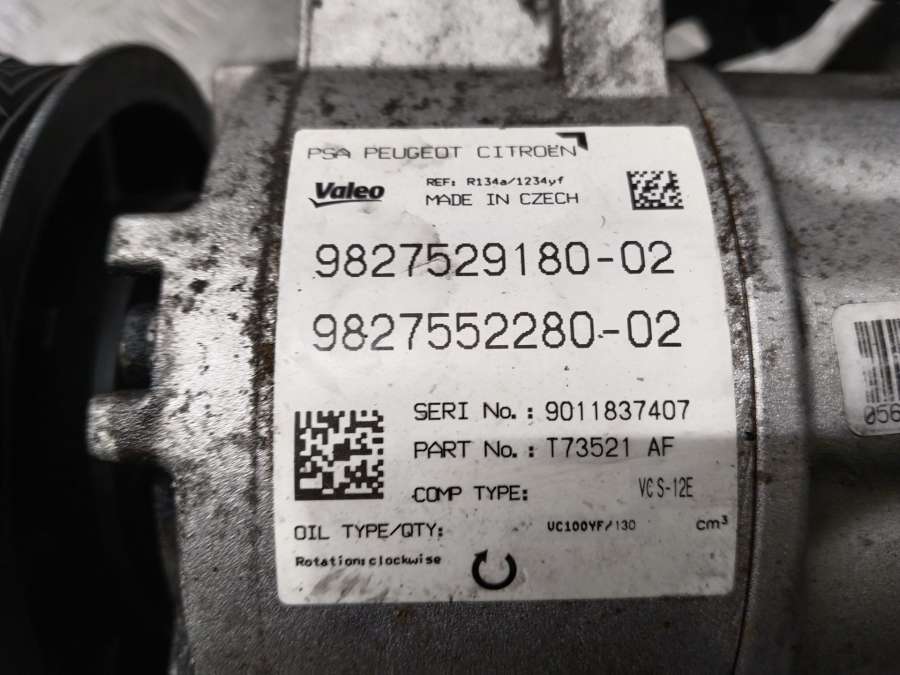 PSA PEUGEOT CITROËN
Valeo
REF: R134a/1234yf
MADE IN CZECH
9827529180-02
9827552280-02
SERI No.: 9011837407
PART No.: T73521 AF
COMP TYPE: VCS-12E
OIL TYPE/QTY: VC100YF/130 cm³
Rotation:clockwise
056